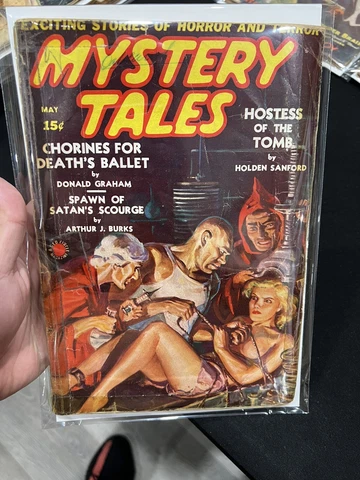 EXCITING STORIES OF HORROR AND TERROR
MYSTERY
TALES
MAY
15¢
CHORINES FOR
DEATH'S BALLET
by
DONALD GRAHAM
SPAWN OF
SATAN'S SCOURGE
by
ARTHUR J. BURKS
HOSTESS
OF THE
TOMB
by
HOLDEN SANFORD